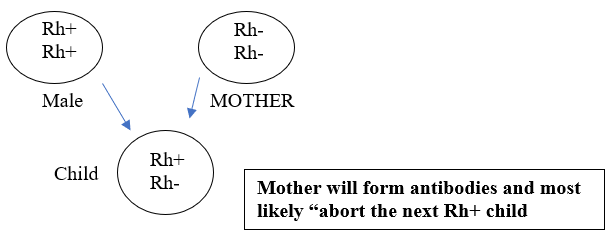 Rh+
Rh+
Rh-
Rh-
Male
MOTHER
Child
Rh+
Rh-
Mother will form antibodies and most
likely “abort the next Rh+ child